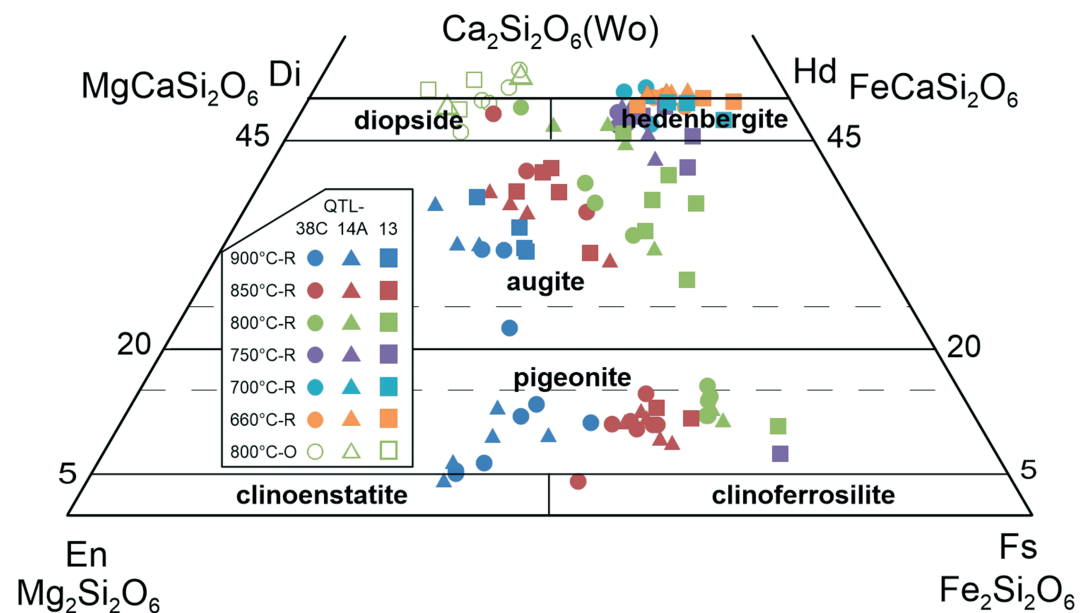 Ca₂Si₂O₆(Wo)
MgCaSi₂O₆ Di
Hd FeCaSi₂O₆
diopside
hedenbergite
45
45
QTL-
38C 14A 13
900°C-R
850°C-R
800°C-R
750°C-R
700°C-R
660°C-R
800°C-O
augite
20
20
pigeonite
5
5
clinoenstatite
clinoferrosilite
En
Mg₂Si₂O₆
Fs
Fe₂Si₂O₆